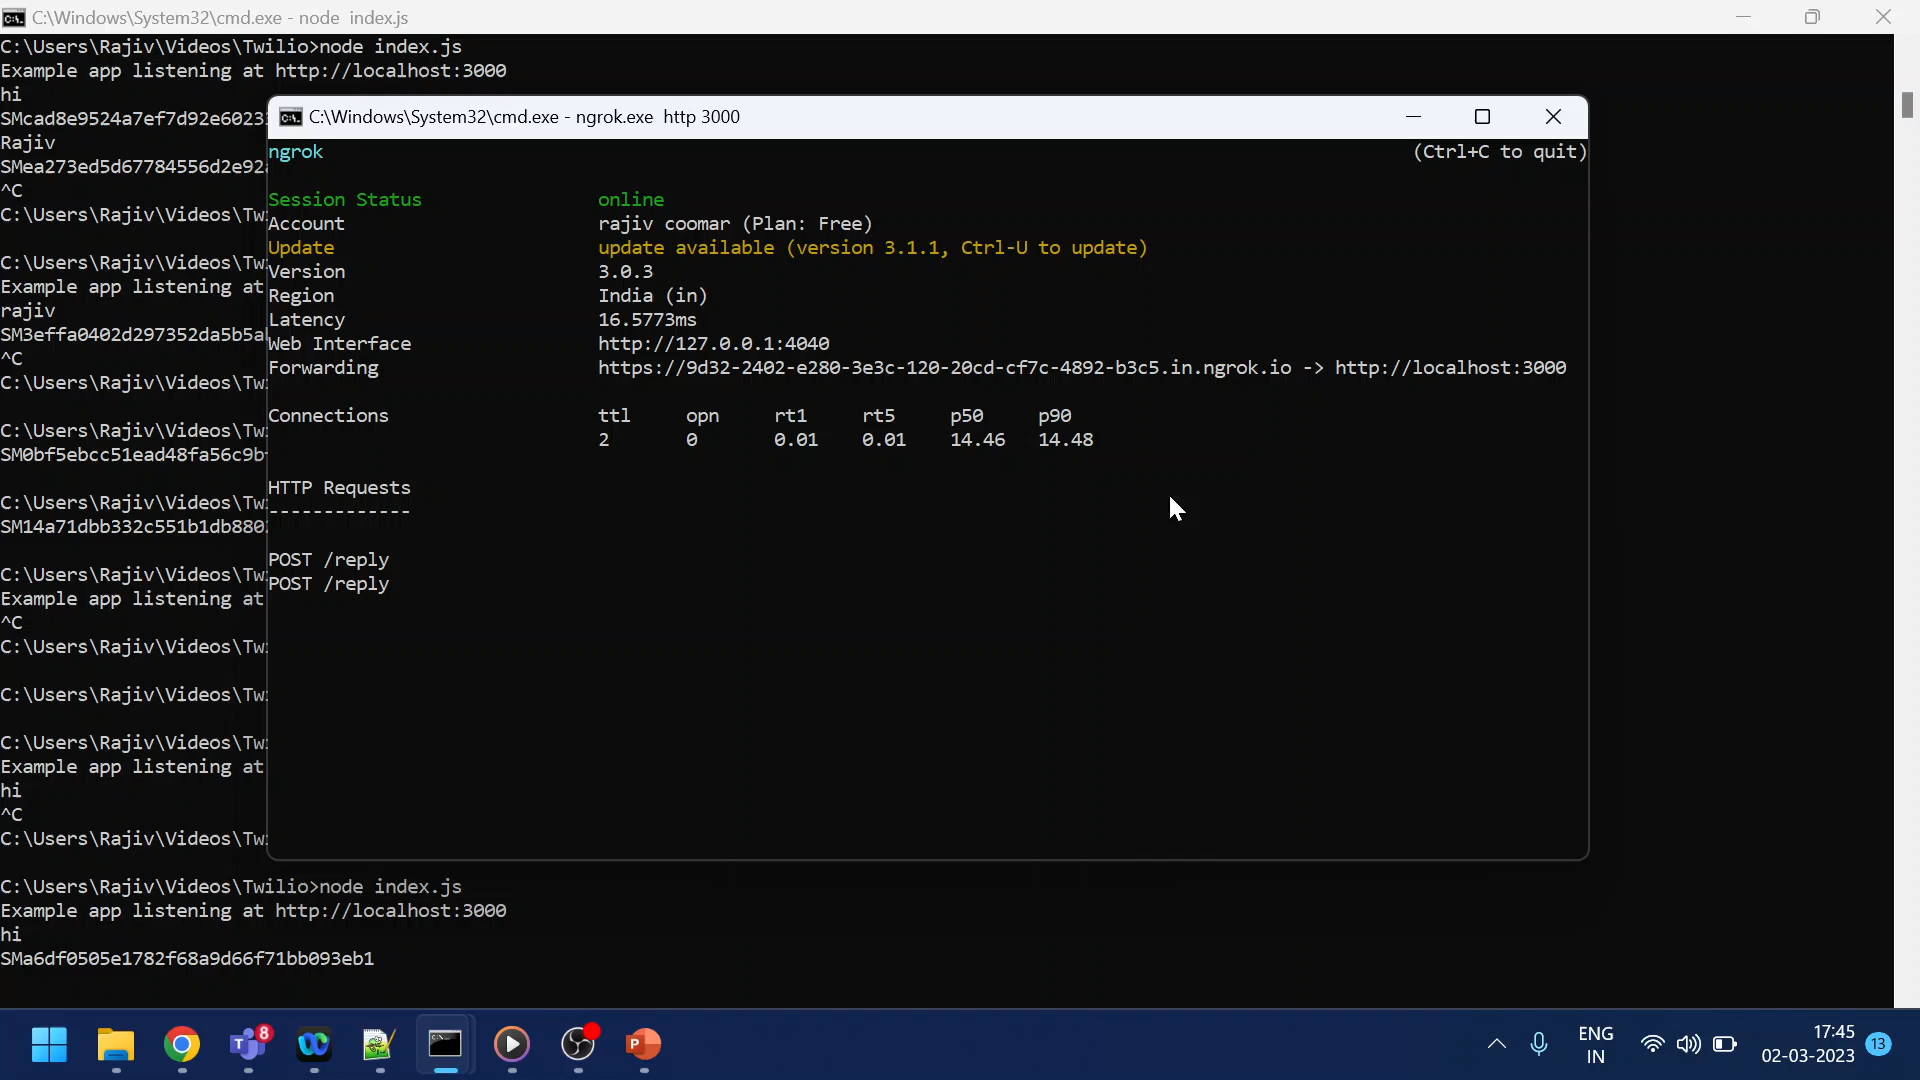 C:\Windows\System32\cmd.exe - node index.js
C:\Users\Rajiv\Videos\Twilio>node index.js
Example app listening at http://localhost:3000
hi
SMcad8e9524a7ef7d92e602
Rajiv
SMea273ed5d67784556d2e92
^C
C:\Users\Rajiv\Videos\Tw
C:\Users\Rajiv\Videos\Tw
Example app listening at
rajiv
SM3effa0402d297352da5b5a
^C
C:\Users\Rajiv\Videos\Tw
C:\Users\Rajiv\Videos\Tw
SM0bf5ebcc51ead48fa56c9b
C:\Users\Rajiv\Videos\Tw
SM14a71dbb332c551b1db880
C:\Users\Rajiv\Videos\Tw
Example app listening at
^C
C:\Users\Rajiv\Videos\Tw
C:\Users\Rajiv\Videos\Tw
C:\Users\Rajiv\Videos\Tw
Example app listening at
hi
^C
C:\Users\Rajiv\Videos\Tw
C:\Users\Rajiv\Videos\Twilio>node index.js
Example app listening at http://localhost:3000
hi
SMa6df0505e1782f68a9d66f71bb093eb1
C:\Windows\System32\cmd.exe - ngrok.exe http 3000
ngrok (Ctrl+C to quit)
Session Status online
Account rajiv coomar (Plan: Free)
Update update available (version 3.1.1, Ctrl-U to update)
Version 3.0.3
Region India (in)
Latency 16.5773ms
Web Interface http://127.0.0.1:4040
Forwarding https://9d32-2402-e280-3e3c-120-20cd-cf7c-4892-b3c5.in.ngrok.io -> http://localhost:3000
Connections ttl opn rt1 rt5 p50 p90
2 0 0.01 0.01 14.46 14.48
HTTP Requests
-------------
POST /reply
POST /reply
8
ENG
IN
17:45
02-03-2023
13